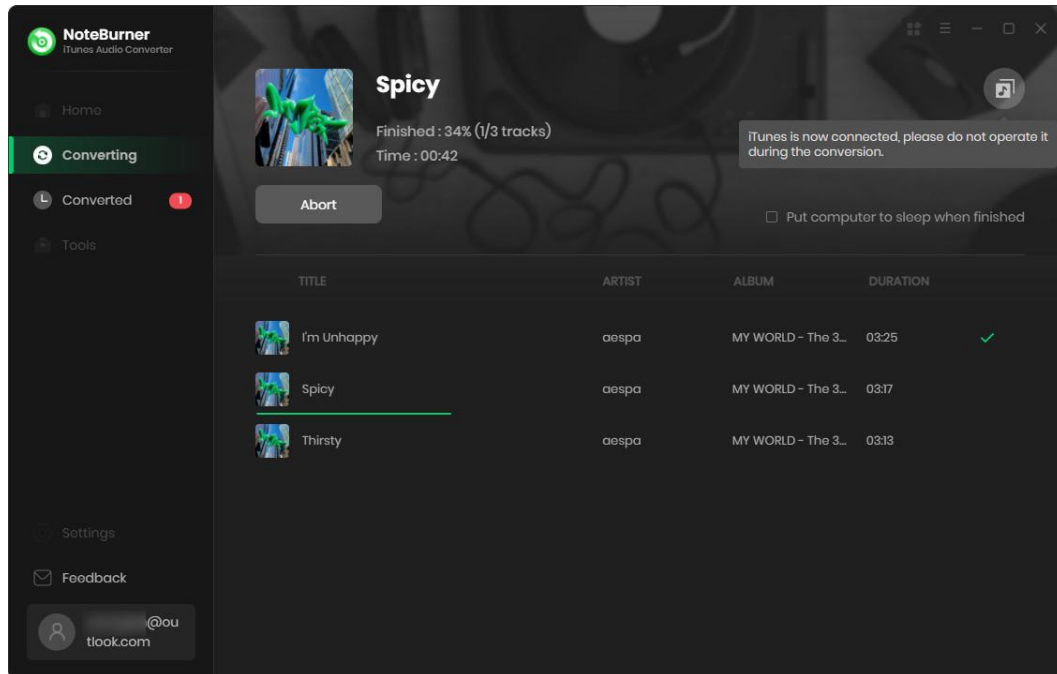 NoteBurner
iTunes Audio Converter
Home
Converting
Converted 1
Tools
Settings
Feedback
@ou
tlook.com
Spicy
Finished : 34% (1/3 tracks)
Time : 00:42
Abort
iTunes is now connected, please do not operate it
during the conversion.
Put computer to sleep when finished
TITLE ARTIST ALBUM DURATION
I'm Unhappy aespa MY WORLD - The 3... 03:25
Spicy aespa MY WORLD - The 3... 03:17
Thirsty aespa MY WORLD - The 3... 03:13